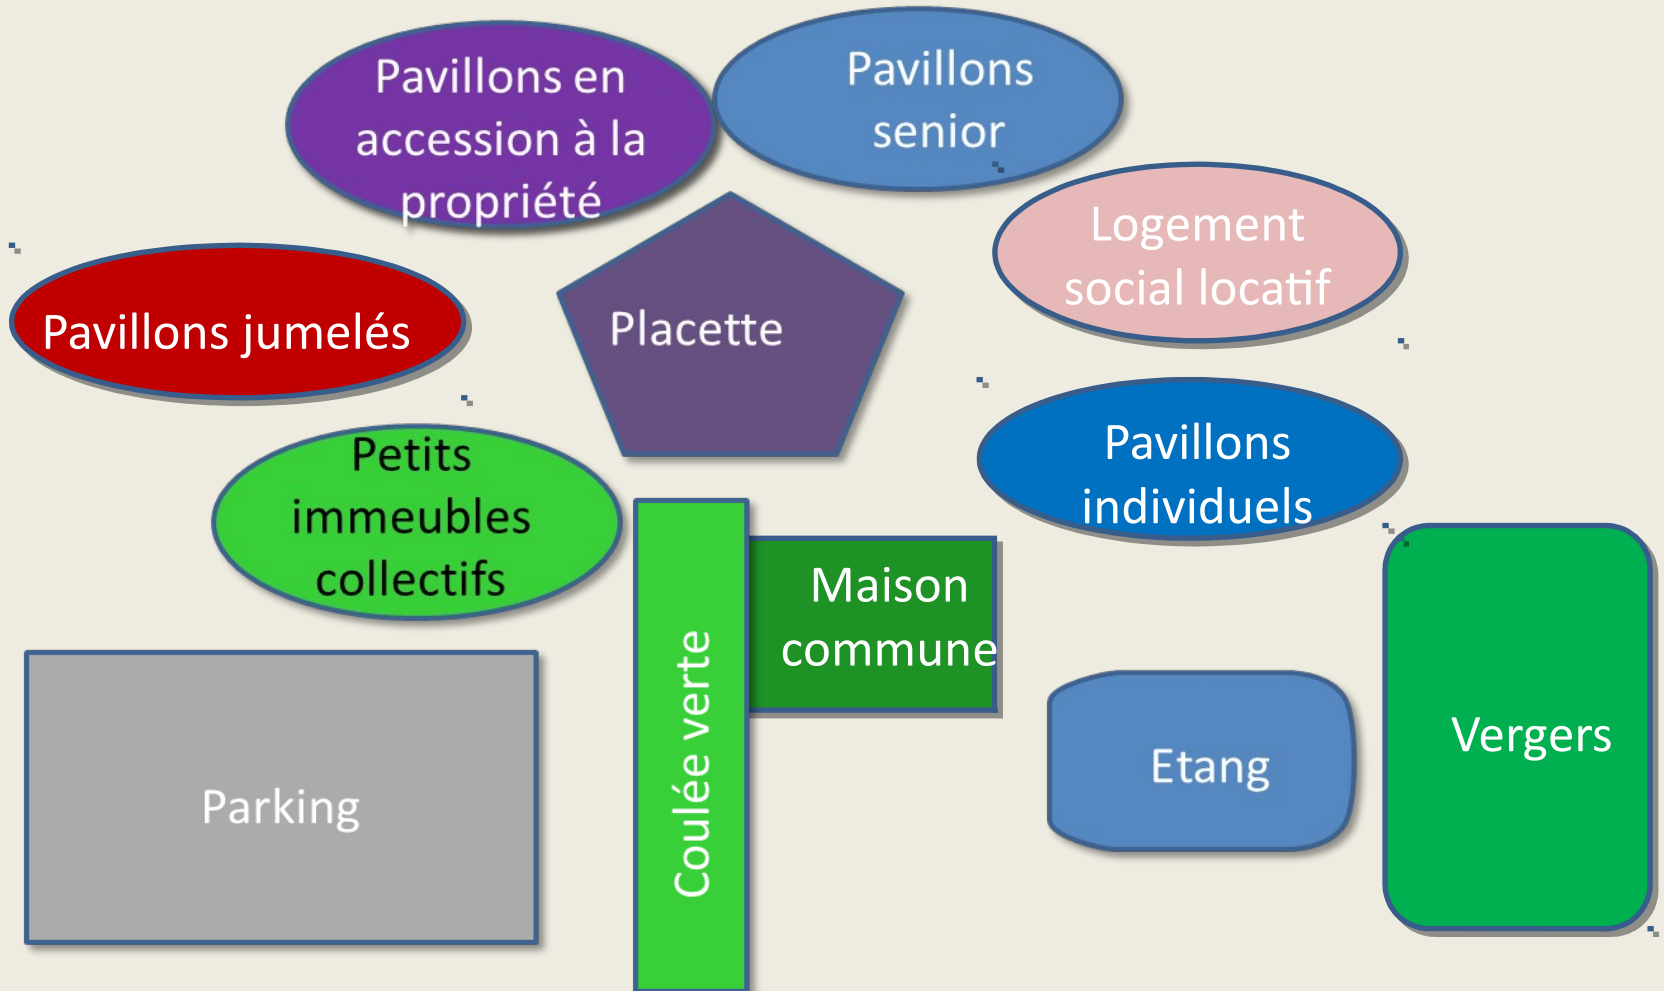 Pavillons en
accession à la
propriété
Pavillons
senior
Logement
social locatif
Pavillons jumelés
Placette
Pavillons
individuels
Petits
immeubles
collectifs
Maison
commune
Coulée verte
Vergers
Etang
Parking